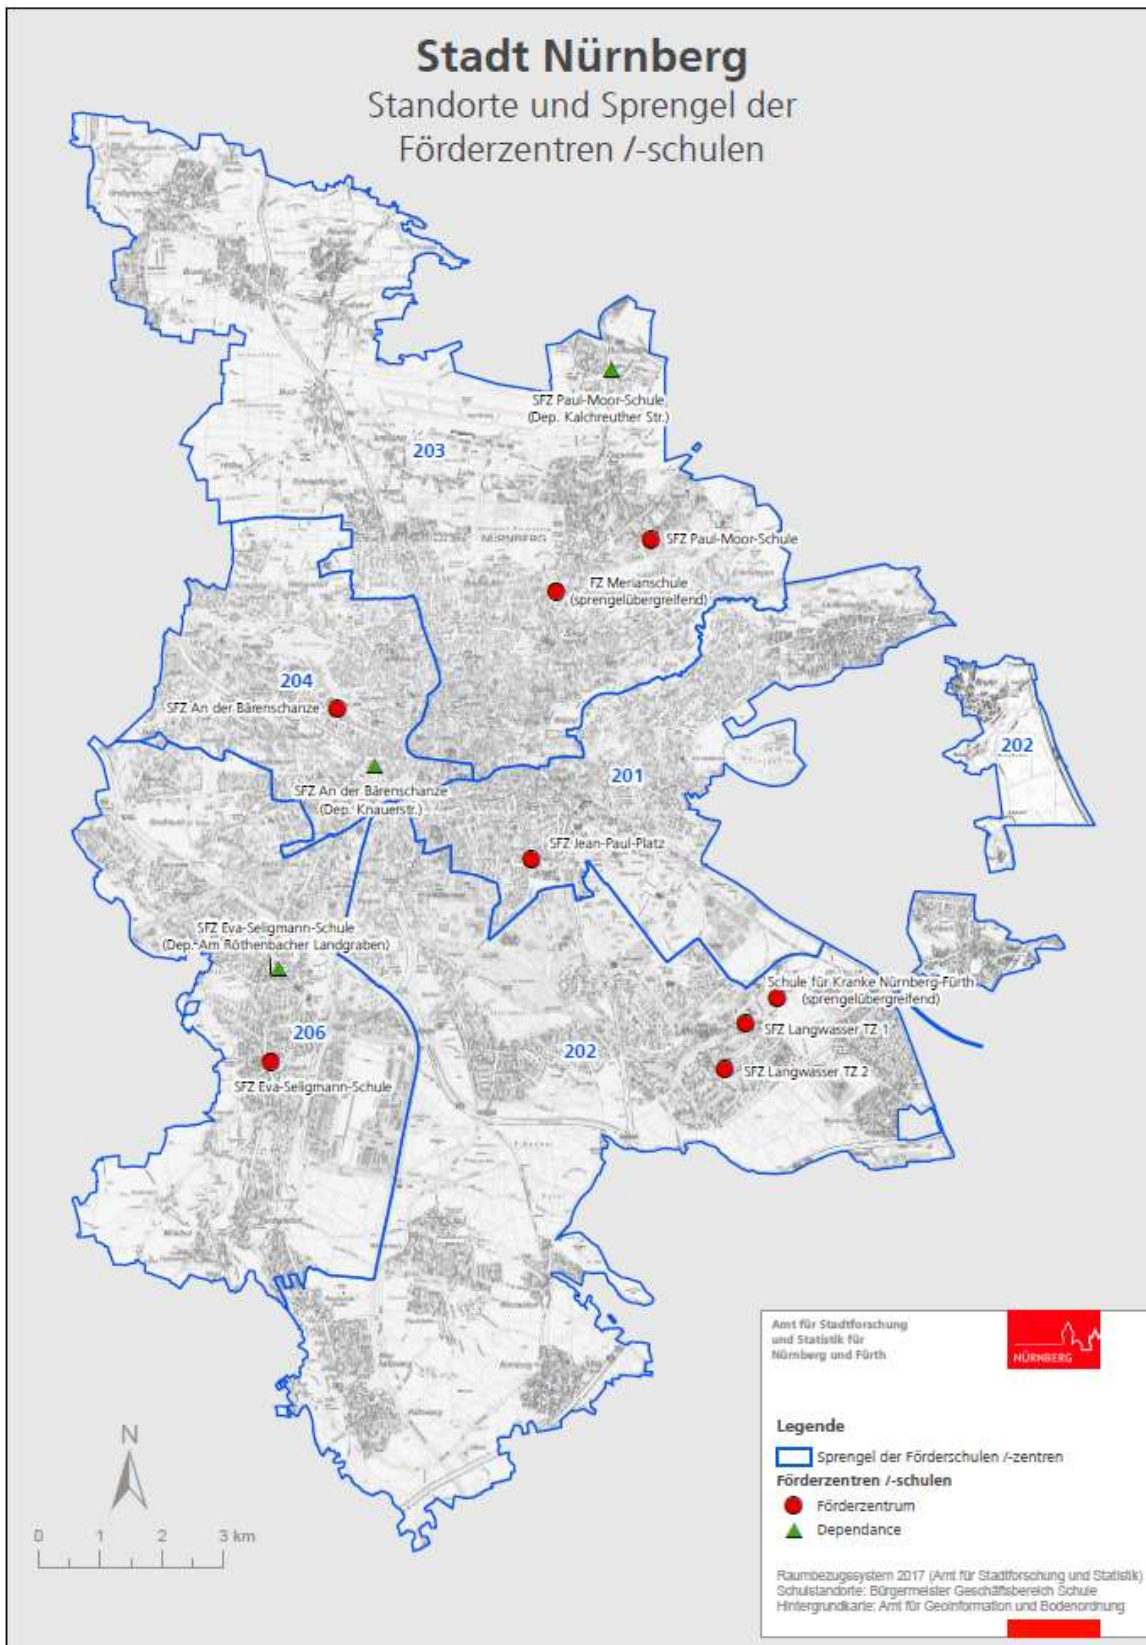 Stadt Nürnberg
Standorte und Sprengel der
Förderzentren /-schulen
SFZ Paul-Moor-Schule
(Dep. Kalchreuther Str.)
203
NÜRNBERG
SFZ Paul-Moor-Schule
FZ Merianschule
(sprengelübergreifend)
204
SFZ An der Bärenschanze
202
201
SFZ An der Bärenschanze
(Dep. Knauerstr.)
SFZ Jean-Paul-Platz
SFZ Eva-Seligmann-Schule
(Dep. Am Röthenbacher Landgraben)
Schule für Kranke Nürnberg-Fürth
(sprengelübergreifend)
SFZ Langwasser TZ 1
206
202
SFZ Langwasser TZ 2
SFZ Eva-Seligmann-Schule
Amt für Stadtforschung
und Statistik für
Nürnberg und Fürth
NÜRNBERG
Legende
Sprengel der Förderschulen /-zentren
Förderzentren /-schulen
Förderzentrum
Dependance
N
0 1 2 3 km
Raumbezugssystem 2017 (Amt für Stadtforschung und Statistik)
Schulstandorte: Bürgermeister Geschäftsbereich Schule
Hintergrundkarte: Amt für Geoinformation und Bodenordnung